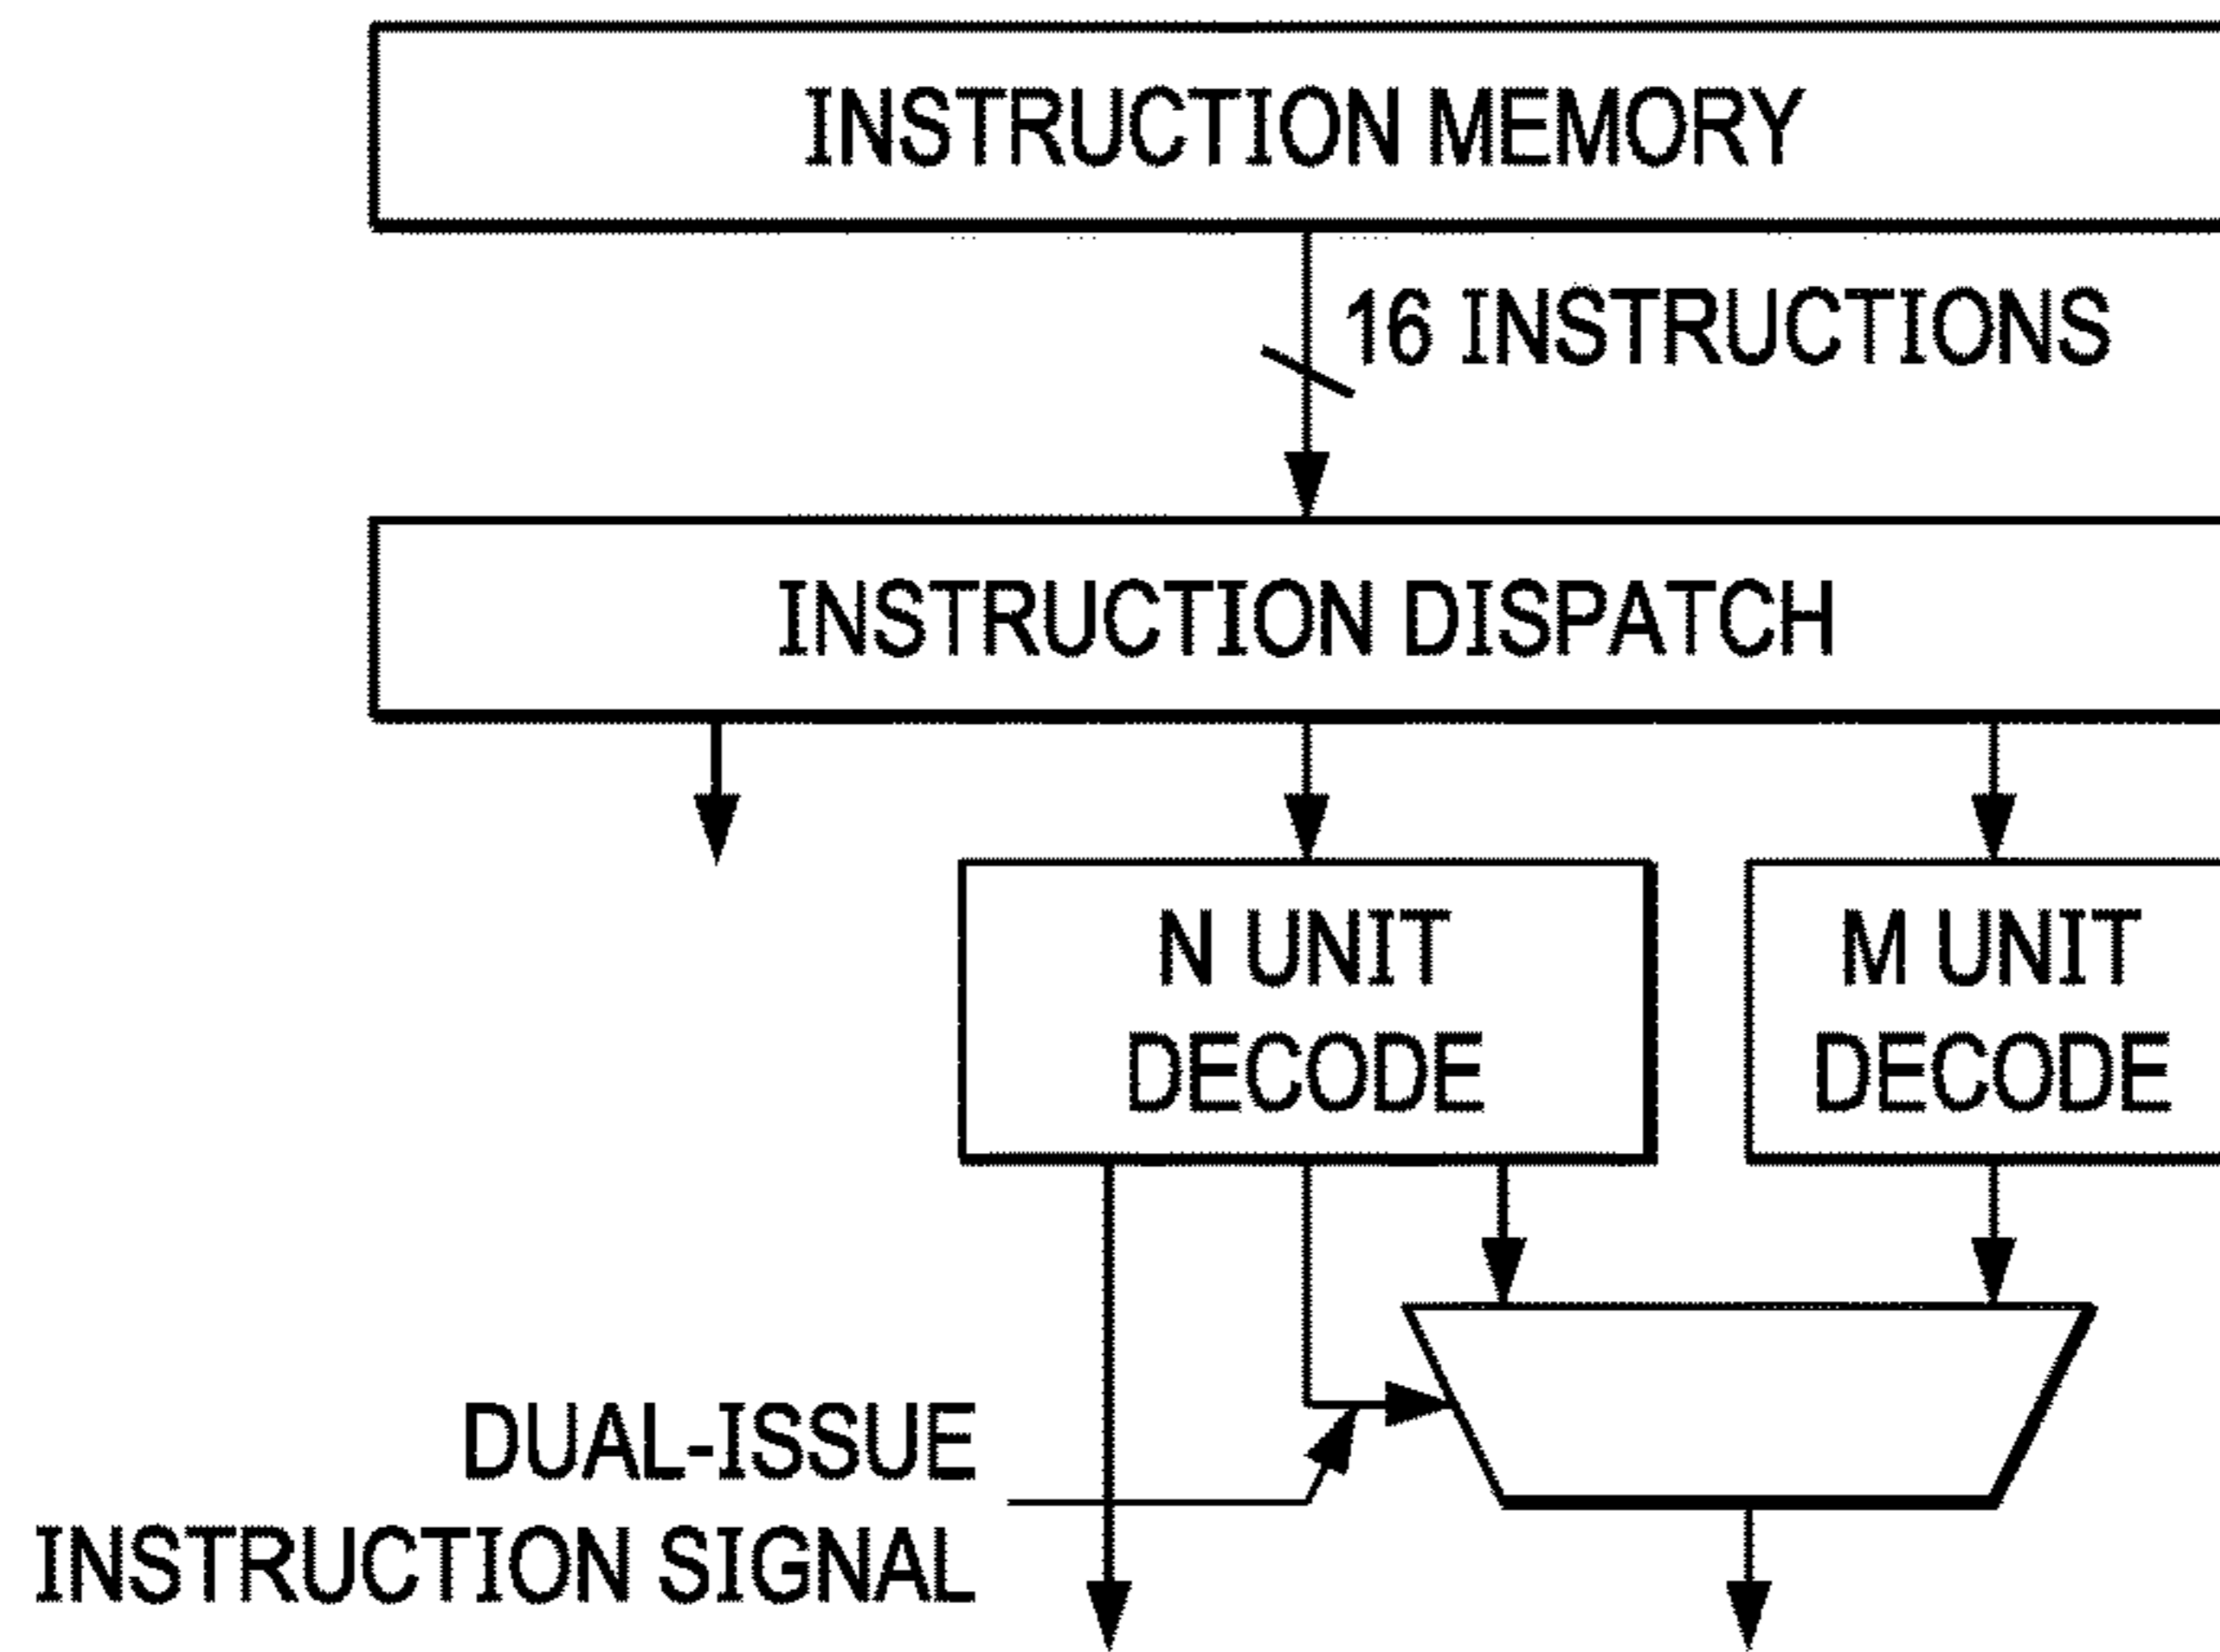 INSTRUCTION MEMORY
16 INSTRUCTIONS
INSTRUCTION DISPATCH
N UNIT
DECODE
M UNIT
DECODE
DUAL-ISSUE
INSTRUCTION SIGNAL